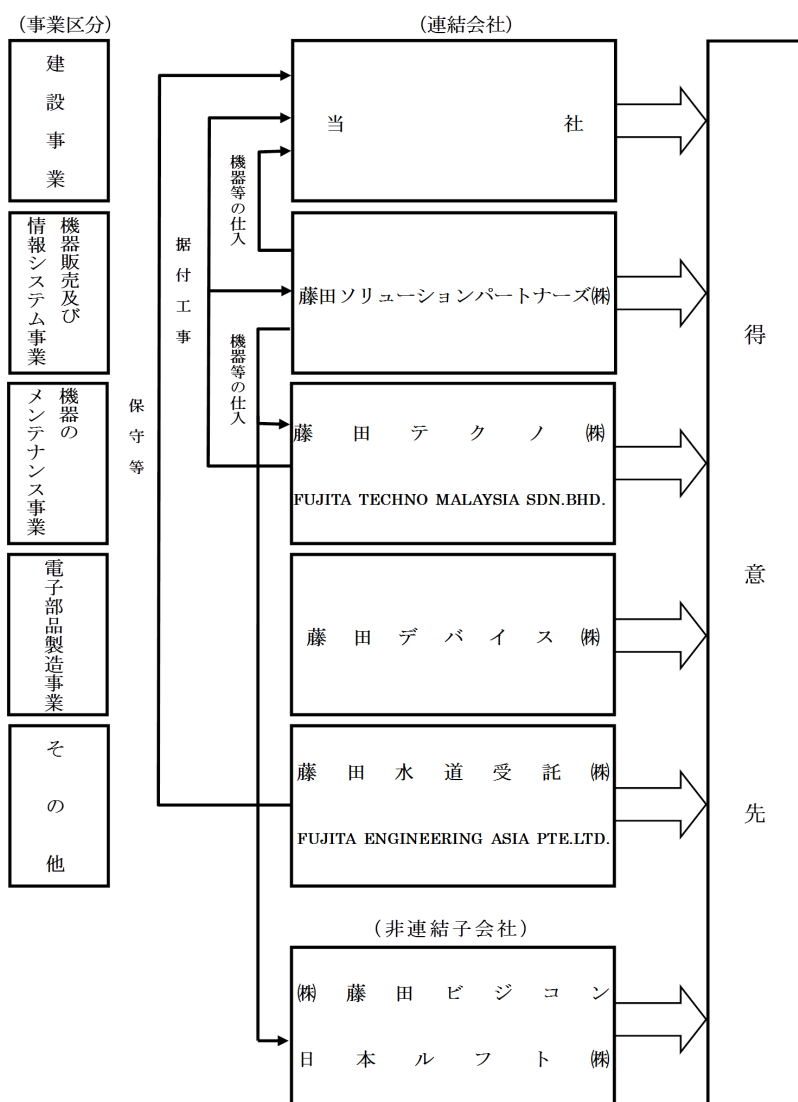 （事業区分）
（連結会社）
建設事業
当社
機器等の仕入
機器販売及び
情報システム事業
藤田ソリューションパートナーズ㈱
据付工事
機器等の仕入
機器の
メンテナンス事業
保守等
藤田テクノ㈱
FUJITA TECHNO MALAYSIA SDN.BHD.
電子部品製造事業
藤田デバイス㈱
その他
藤田水道受託㈱
FUJITA ENGINEERING ASIA PTE.LTD.
（非連結子会社）
㈱藤田ビジコン
日本ルフト㈱
得意先